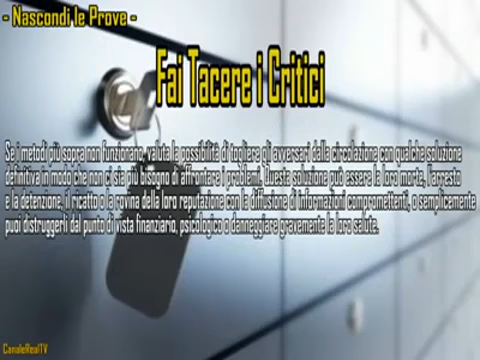 - Nascondi le Prove -
Fai Tacere i Critici
Se i metodi più sopra non funzionano, valuta la possibilità di togliere gli avversari dalla circolazione con qualche soluzione
definitiva in modo che non ci sia più bisogno di affrontare i problemi. Queste soluzione può essere la loro morte, l'arresto
e la detenzione, il ricatto o la rovina della loro reputazione con la diffusione di informazioni compromettenti, o semplicemente
puoi distruggerli dal punto di vista finanziario, psicologico o danneggiare gravemente la loro salute.
CanaleRealTV